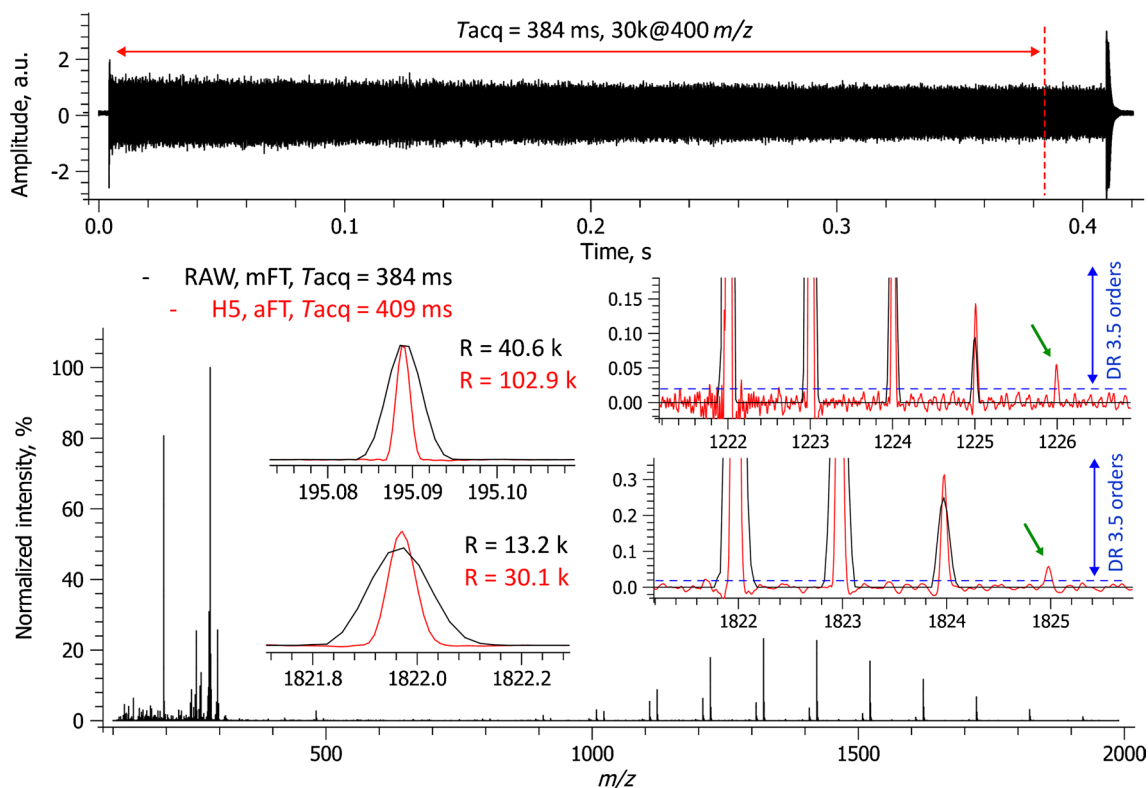 Tacq = 384 ms, 30k@400 m/z
Amplitude, a.u.
2
0
-2
0.0 0.1 0.2 0.3 0.4
Time, s
- RAW, mFT, Tacq = 384 ms
- H5, aFT, Tacq = 409 ms
Normalized intensity, %
100
80
60
40
20
0
R = 40.6 k
R = 102.9 k
195.08 195.09 195.10
R = 13.2 k
R = 30.1 k
1821.8 1822.0 1822.2
0.15
0.10
0.05
0.00
1222 1223 1224 1225 1226
DR 3.5 orders
0.3
0.2
0.1
0.0
1822 1823 1824 1825
DR 3.5 orders
500 1000 1500 2000
m/z